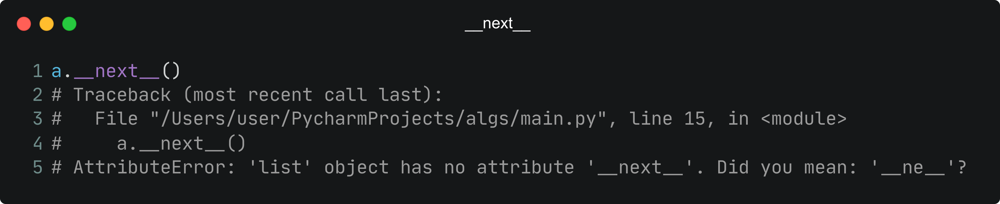 __next__
1 a.__next__()
2 # Traceback (most recent call last):
3 #   File "/Users/user/PycharmProjects/algs/main.py", line 15, in <module>
4 #     a.__next__()
5 # AttributeError: 'list' object has no attribute '__next__'. Did you mean: '__ne__'?